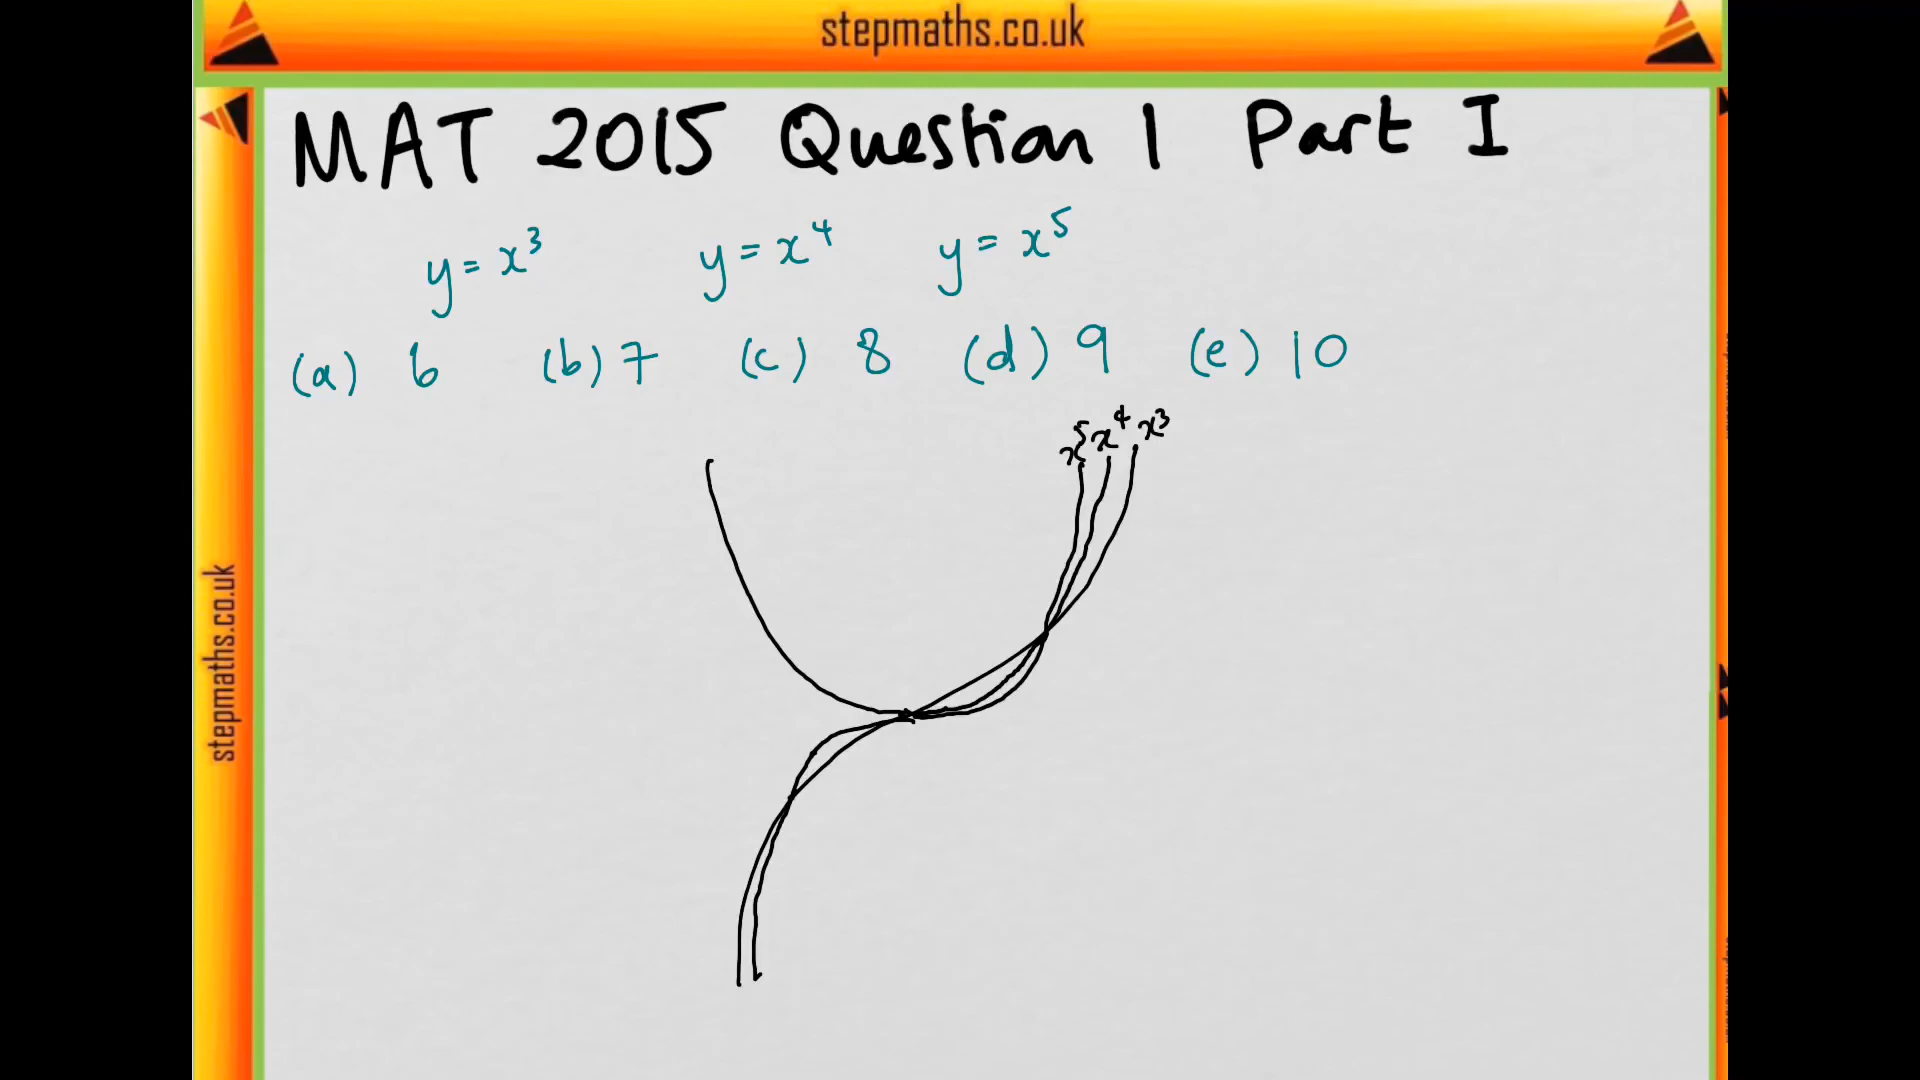 stepmaths.co.uk
MAT 2015 Question 1 Part I
y = x³ y = x⁴ y = x⁵
(a) 6 (b) 7 (c) 8 (d) 9 (e) 10
x⁵ x⁴ x³
stepmaths.co.uk